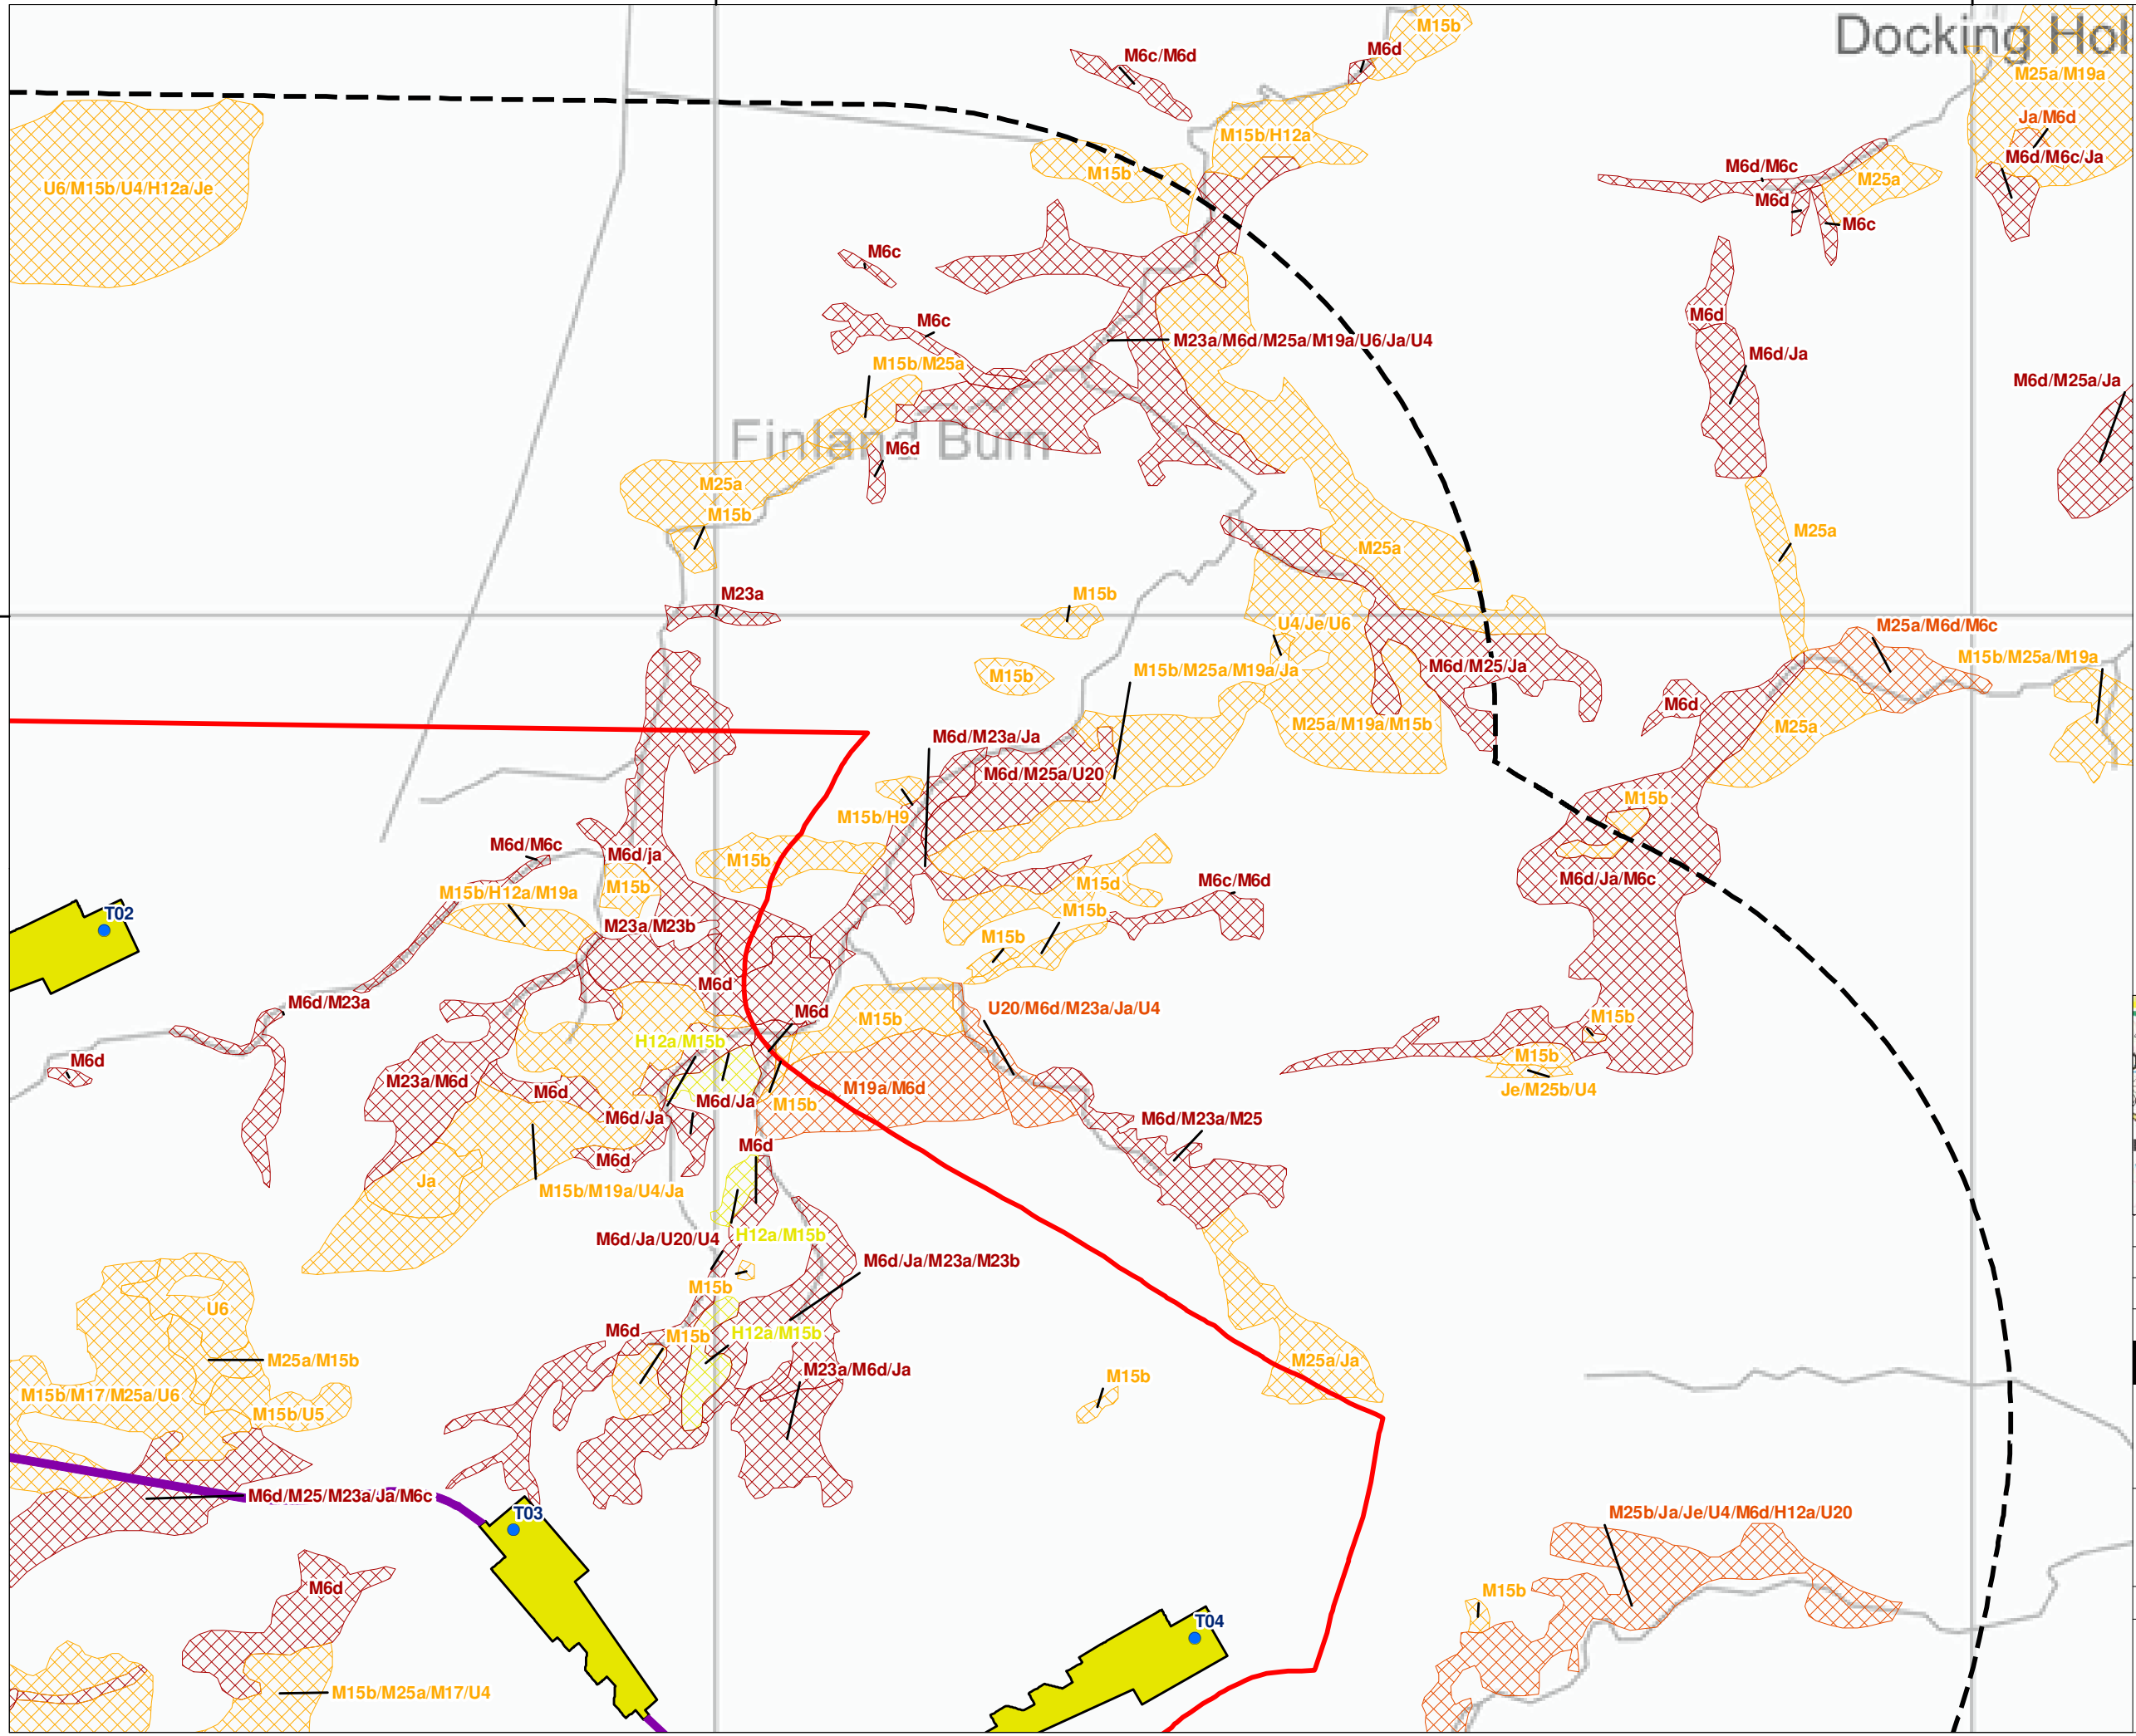 M15b
Docking Hol
M6c/M6d
M6d
M25a/M19a
Ja/M6d
M15b/H12a
M6d/M6c/Ja
M15b
M6d/M6c
M25a
U6/M15b/U4/H12a/Je
M6d
M6c
M6c
M6d
M6c
M23a/M6d/M25a/M19a/U6/Ja/U4
M6d/Ja
M15b/M25a
M6d/M25a/Ja
Finland Burn
M6d
M25a
M15b
M25a
M25a
M23a
M15b
U4/Je/U6
M25a/M6d/M6c
M15b/M25a/M19a
M15b
M15b/M25a/M19a/Ja
M6d/M25/Ja
M6d
M25a/M19a/M15b
M25a
M6d/M23a/Ja
M6d/M25a/U20
M15b/H9
M15b
M6d/M6c
M6d/ja
M15b
M15b/H12a/M19a
M15b
M15d
M6c/M6d
M6d/Ja/M6c
T02
M23a/M23b
M15b
M15b
M6d
M6d/M23a
M6d
M15b
U20/M6d/M23a/Ja/U4
M15b
H12a/M15b
M6d
M23a/M6d
M6d
M19a/M6d
M15b
Je/M25b/U4
M6d/Ja
M6d/Ja
M15b
M6d
M6d
M6d/M23a/M25
Ja
M15b/M19a/U4/Ja
M6d/Ja/U20/U4
H12a/M15b
M6d/Ja/M23a/M23b
M15b
U6
M6d
M15b
H12a/M15b
M25a/M15b
M25a/Ja
M23a/M6d/Ja
M15b
M15b/M17/M25a/U6
M15b/U5
M6d/M25/M23a/Ja/M6c
T03
M25b/Ja/Je/U4/M6d/H12a/U20
M6d
M15b
T04
M15b/M25a/M17/U4